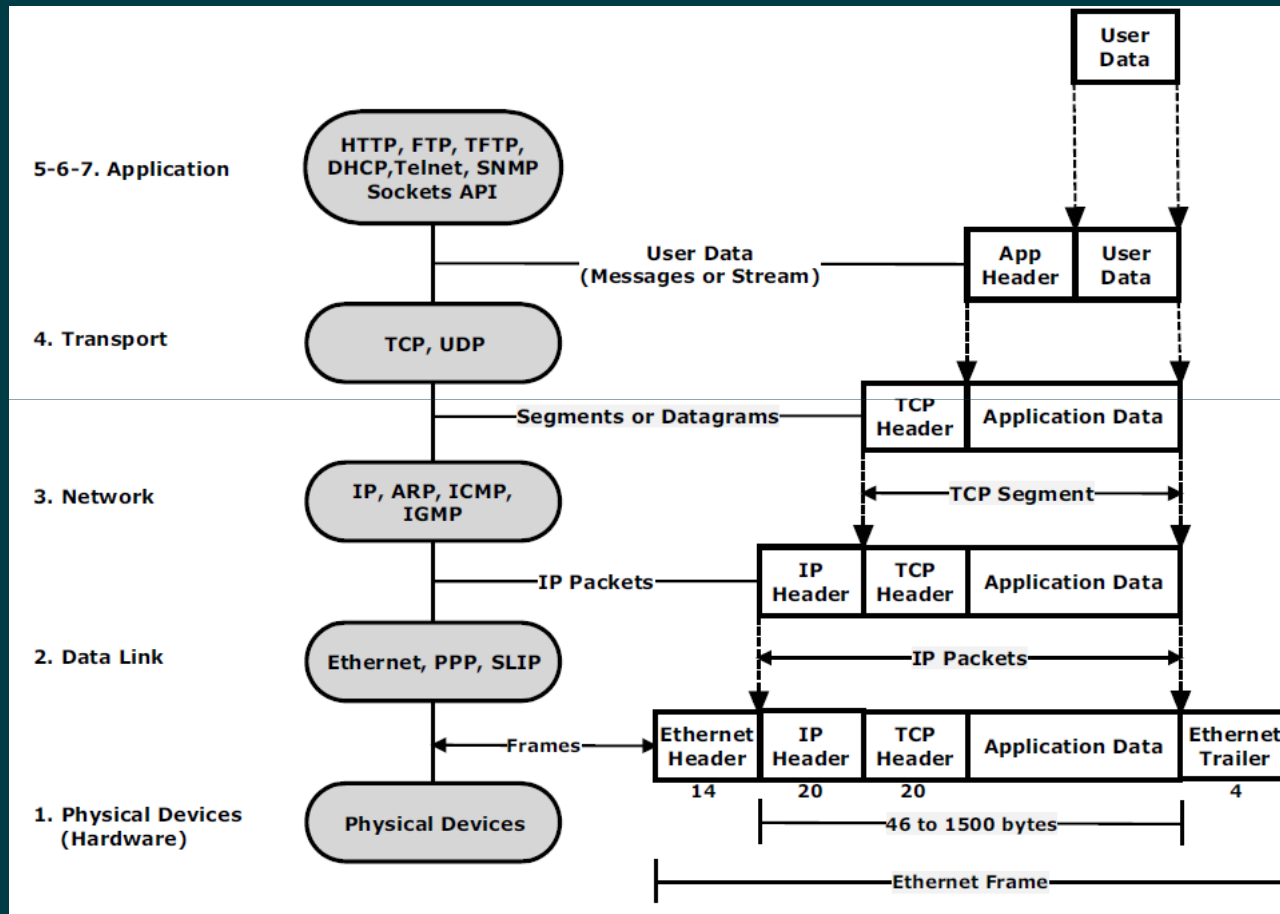 User
Data
HTTP, FTP, TFTP,
DHCP,Telnet, SNMP
Sockets API
5-6-7. Application
User Data
(Messages or Stream)
App
Header
User
Data
4. Transport
TCP, UDP
Segments or Datagrams
TCP
Header
Application Data
3. Network
IP, ARP, ICMP,
IGMP
TCP Segment
IP Packets
IP
Header
TCP
Header
Application Data
2. Data Link
Ethernet, PPP, SLIP
IP Packets
Frames
Ethernet
Header
IP
Header
TCP
Header
Application Data
Ethernet
Trailer
14
20
20
4
1. Physical Devices
(Hardware)
Physical Devices
46 to 1500 bytes
Ethernet Frame